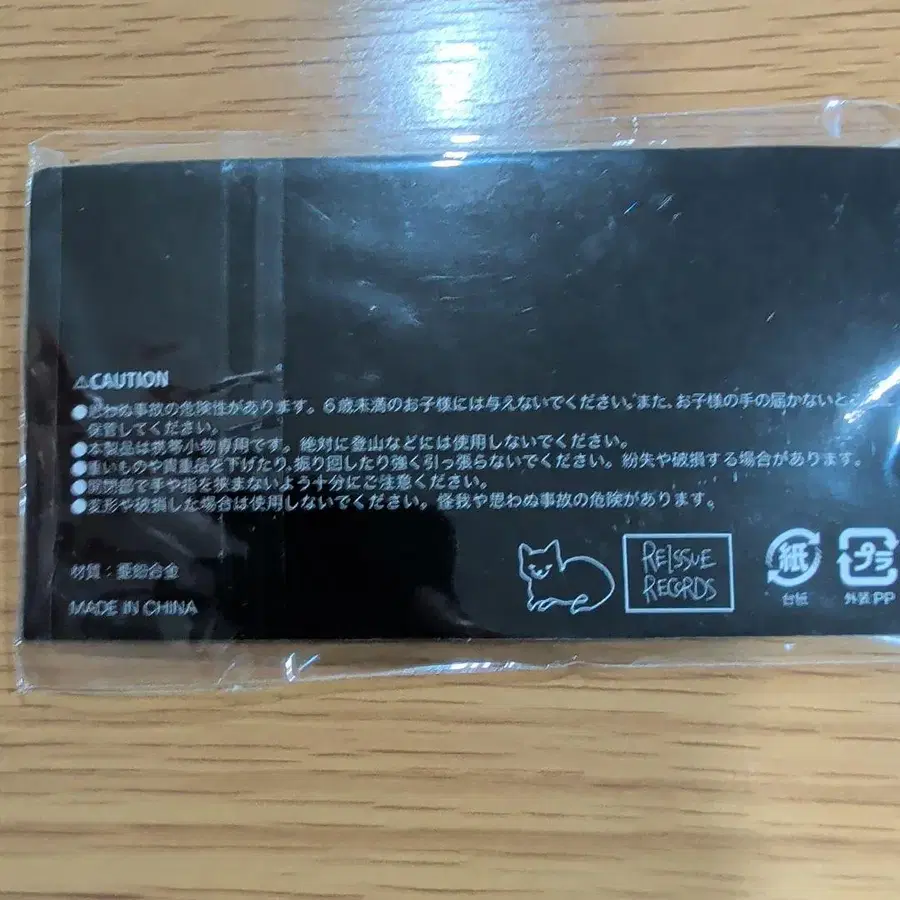 ⚠CAUTION
●思わぬ事故の危険性があります。6歳未満のお子様には与えないでください。また、お子様の手の届かないと
保管してください。
●本製品は携帯小物専用です。絶対に登山などには使用しないでください。
●重いものや貴重品を下げたり、振り回したり強く引っ張らないでください。紛失や破損する場合があります。
●開閉部で手や指を挟まないよう十分にご注意ください。
●変形や破損した場合は使用しないでください。怪我や思わぬ事故の危険があります。
材質:亜鉛合金
MADE IN CHINA
REISSUE
RECORDS
紙
台紙
プラ
外装PP